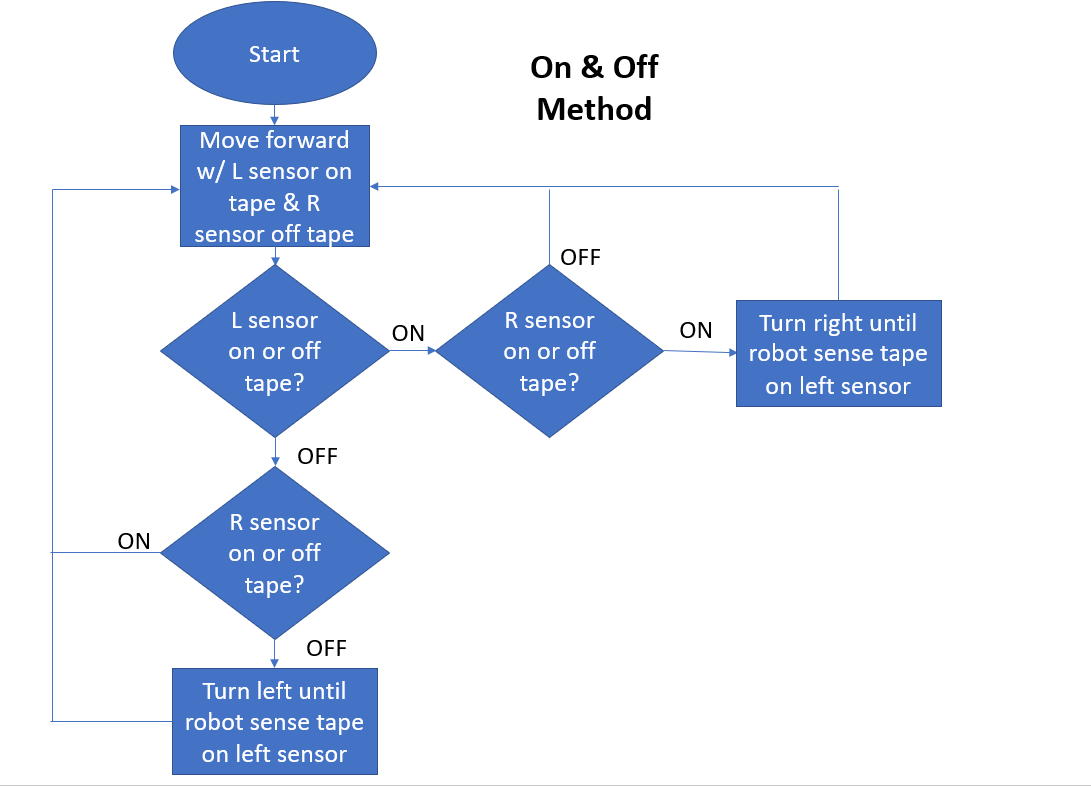 Start
On & Off
Method
Move forward
w/ L sensor on
tape & R
sensor off tape
OFF
L sensor
on or off
tape?
ON
R sensor
on or off
tape?
ON
Turn right until
robot sense tape
on left sensor
OFF
R sensor
on or off
tape?
ON
OFF
Turn left until
robot sense tape
on left sensor